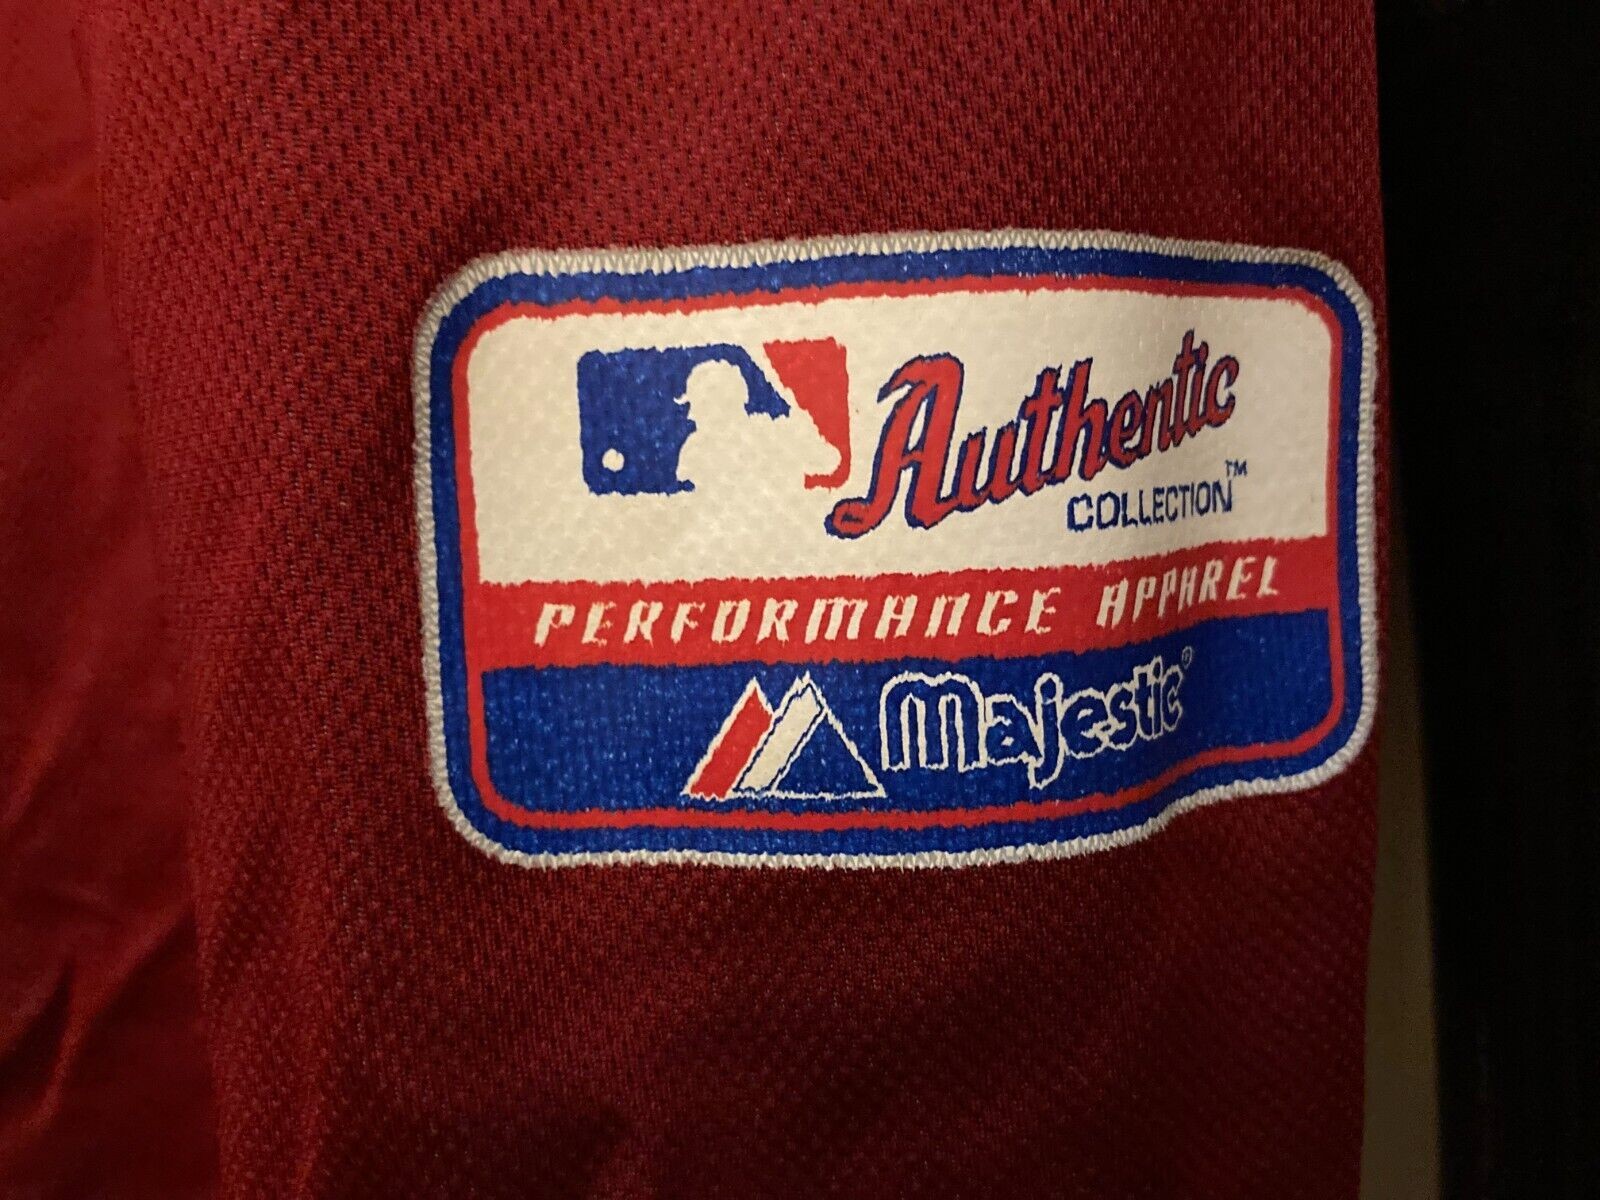 Authentic
COLLECTION™
PERFORMANCE APPAREL
Majestic®